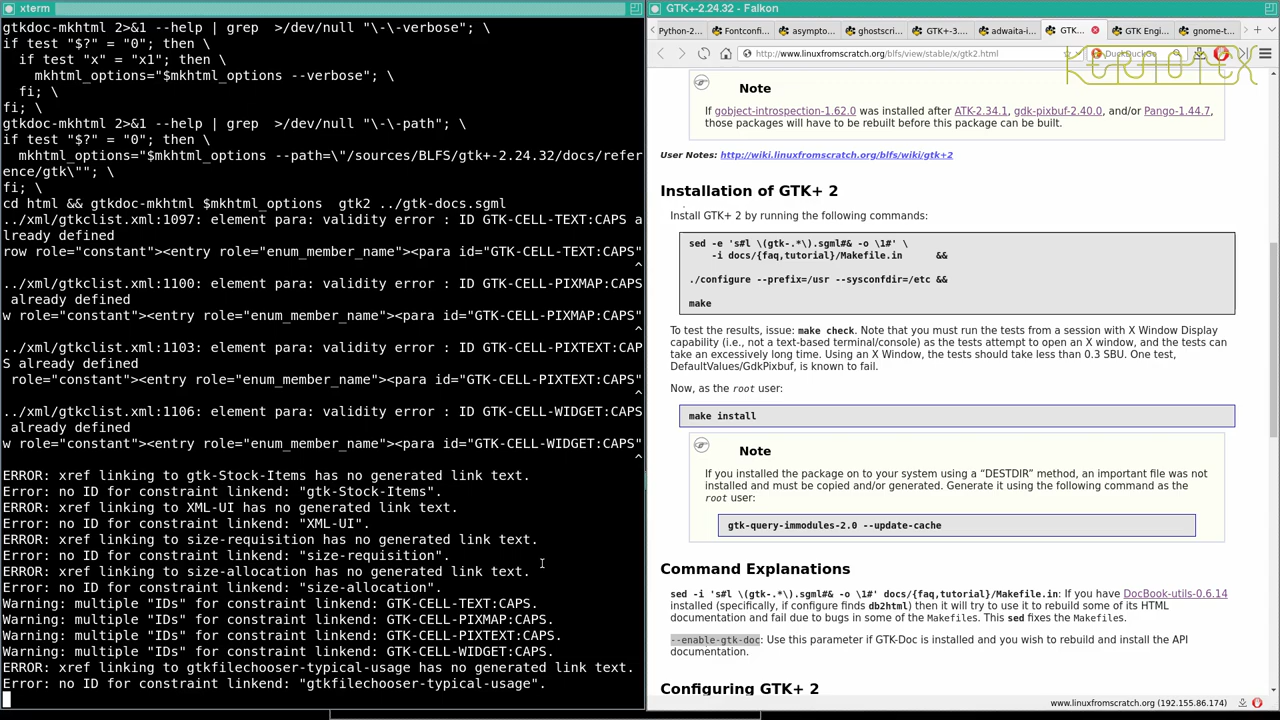 xterm
gtkdoc-mkhtml 2>&1 --help | grep  >/dev/null "\-\-verbose"; \
if test "$?" = "0"; then \
  if test "x" = "x1"; then \
    mkhtml_options="$mkhtml_options --verbose"; \
  fi; \
fi; \
gtkdoc-mkhtml 2>&1 --help | grep  >/dev/null "\-\-path"; \
if test "$?" = "0"; then \
  mkhtml_options="$mkhtml_options --path=\"/sources/BLFS/gtk+-2.24.32/docs/refer
ence/gtk\""; \
fi; \
cd html && gtkdoc-mkhtml $mkhtml_options  gtk2 ../gtk-docs.sgml
../xml/gtkclist.xml:1097: element para: validity error : ID GTK-CELL-TEXT:CAPS a
lready defined
row role="constant"><entry role="enum_member_name"><para id="GTK-CELL-TEXT:CAPS"
^
../xml/gtkclist.xml:1100: element para: validity error : ID GTK-CELL-PIXMAP:CAPS
 already defined
w role="constant"><entry role="enum_member_name"><para id="GTK-CELL-PIXMAP:CAPS"
^
../xml/gtkclist.xml:1103: element para: validity error : ID GTK-CELL-PIXTEXT:CAP
S already defined
 role="constant"><entry role="enum_member_name"><para id="GTK-CELL-PIXTEXT:CAPS"
^
../xml/gtkclist.xml:1106: element para: validity error : ID GTK-CELL-WIDGET:CAPS
 already defined
w role="constant"><entry role="enum_member_name"><para id="GTK-CELL-WIDGET:CAPS"
^
ERROR: xref linking to gtk-Stock-Items has no generated link text.
Error: no ID for constraint linkend: "gtk-Stock-Items".
ERROR: xref linking to XML-UI has no generated link text.
Error: no ID for constraint linkend: "XML-UI".
ERROR: xref linking to size-requisition has no generated link text.
Error: no ID for constraint linkend: "size-requisition".
ERROR: xref linking to size-allocation has no generated link text.
Error: no ID for constraint linkend: "size-allocation".
Warning: multiple "IDs" for constraint linkend: GTK-CELL-TEXT:CAPS.
Warning: multiple "IDs" for constraint linkend: GTK-CELL-PIXMAP:CAPS.
Warning: multiple "IDs" for constraint linkend: GTK-CELL-PIXTEXT:CAPS.
Warning: multiple "IDs" for constraint linkend: GTK-CELL-WIDGET:CAPS.
ERROR: xref linking to gtkfilechooser-typical-usage has no generated link text.
Error: no ID for constraint linkend: "gtkfilechooser-typical-usage".
GTK+-2.24.32 - Falkon
Python-2... Fontconfi... asympto... ghostscri... GTK+-3.... adwaita-i... GTK... GTK Engi... gnome-t...
http://www.linuxfromscratch.org/blfs/view/stable/x/gtk2.html
DuckDuckGo
Note
If gobject-introspection-1.62.0 was installed after ATK-2.34.1, gdk-pixbuf-2.40.0, and/or Pango-1.44.7,
those packages will have to be rebuilt before this package can be built.
User Notes: http://wiki.linuxfromscratch.org/blfs/wiki/gtk+2
Installation of GTK+ 2
Install GTK+ 2 by running the following commands:
sed -e 's#l \(gtk-.*\).sgml#& -o \1#' \
    -i docs/{faq,tutorial}/Makefile.in      &&
./configure --prefix=/usr --sysconfdir=/etc &&
make
To test the results, issue: make check. Note that you must run the tests from a session with X Window Display
capability (i.e., not a text-based terminal/console) as the tests attempt to open an X window, and the tests can
take an excessively long time. Using an X Window, the tests should take less than 0.3 SBU. One test,
DefaultValues/GdkPixbuf, is known to fail.
Now, as the root user:
make install
Note
If you installed the package on to your system using a “DESTDIR” method, an important file was not
installed and must be copied and/or generated. Generate it using the following command as the
root user:
gtk-query-immodules-2.0 --update-cache
Command Explanations
sed -i 's#l \(gtk-.*\).sgml#& -o \1#' docs/{faq,tutorial}/Makefile.in: If you have DocBook-utils-0.6.14
installed (specifically, if configure finds db2html) then it will try to use it to rebuild some of its HTML
documentation and fail due to bugs in some of the Makefiles. This sed fixes the Makefiles.
--enable-gtk-doc: Use this parameter if GTK-Doc is installed and you wish to rebuild and install the API
documentation.
Configuring GTK+ 2
www.linuxfromscratch.org (192.155.86.174)